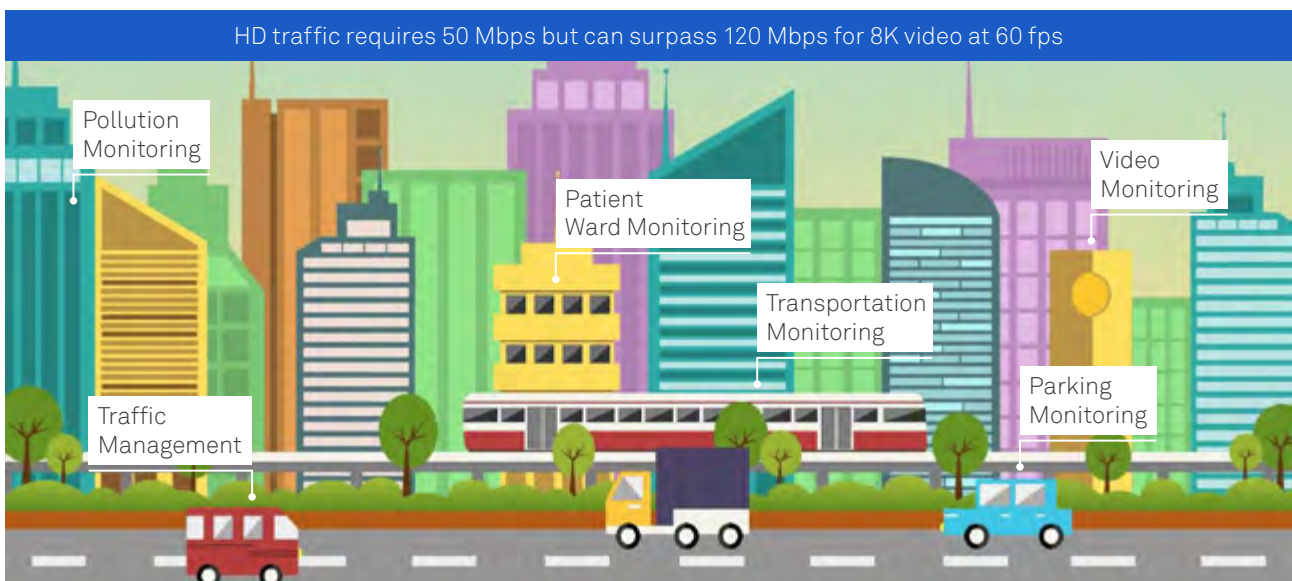 HD traffic requires 50 Mbps but can surpass 120 Mbps for 8K video at 60 fps
Pollution
Monitoring
Video
Monitoring
Patient
Ward Monitoring
Transportation
Monitoring
Parking
Monitoring
Traffic
Management